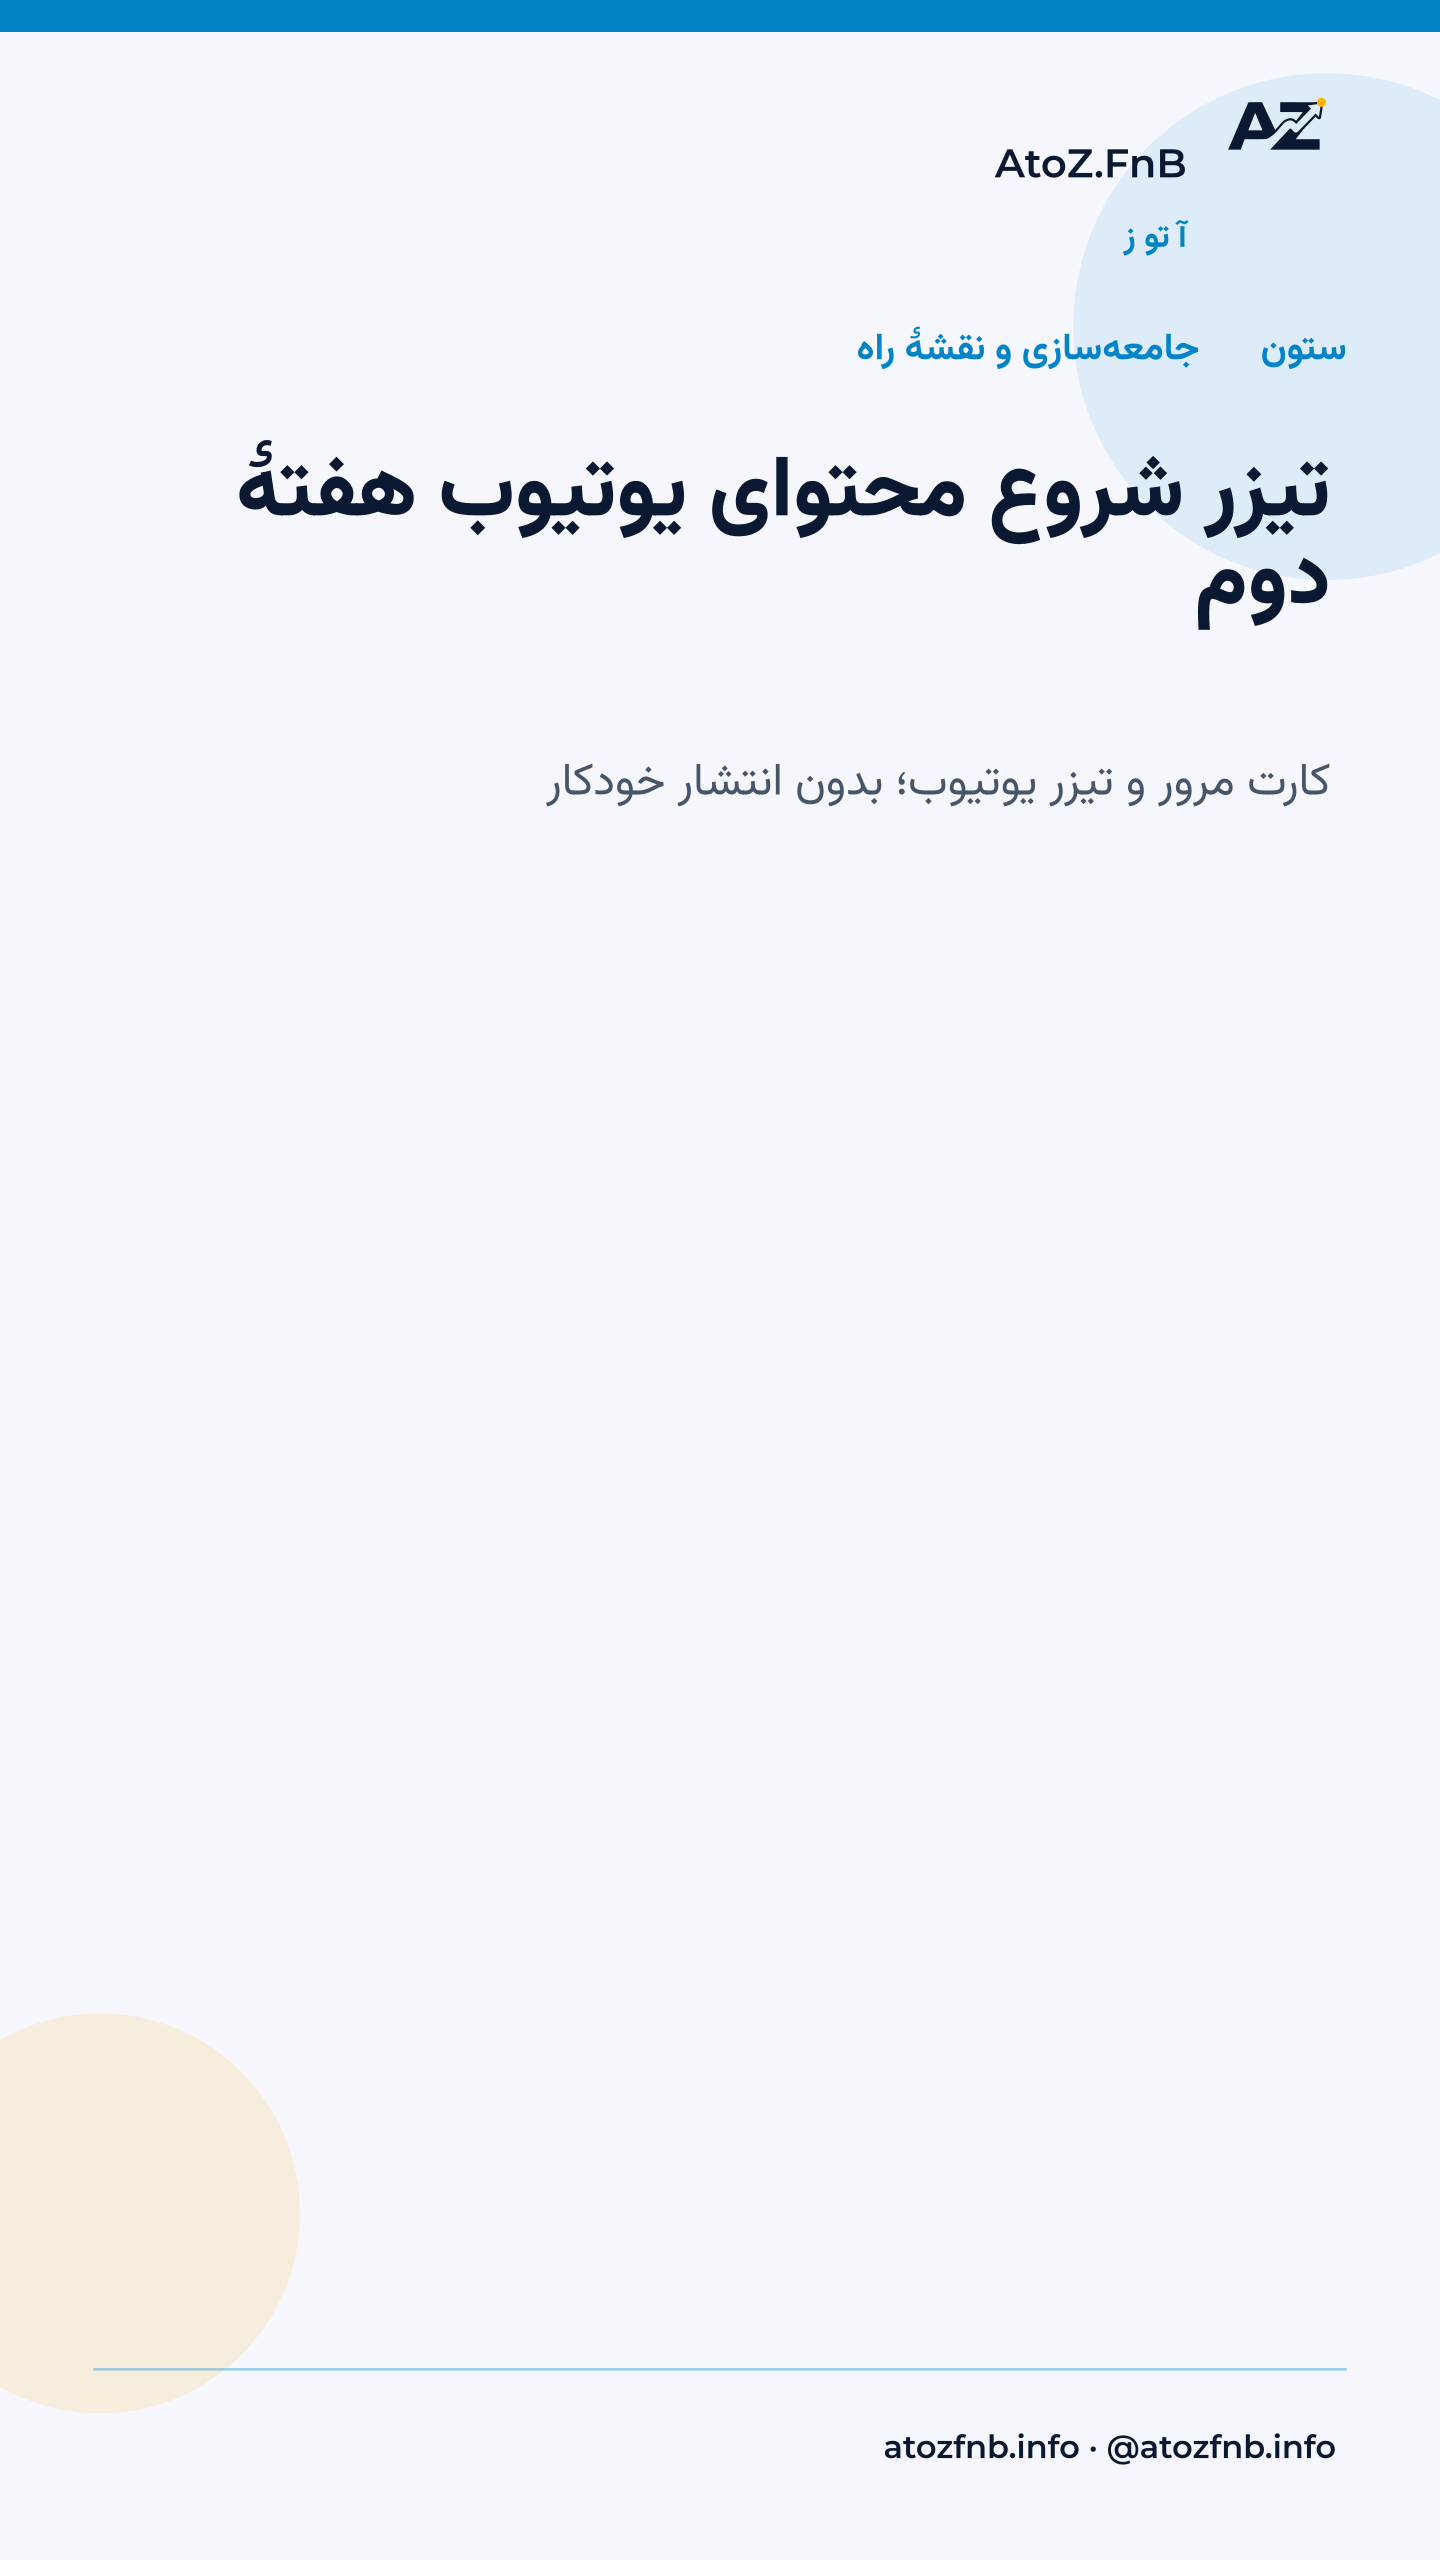 AZ
AtoZ.FnB
آ تو ز
ستون جامعه‌سازی و نقشهٔ راه
تیزر شروع محتوای یوتیوب هفتهٔ
دوم
کارت مرور و تیزر یوتیوب؛ بدون انتشار خودکار
atozfnb.info · @atozfnb.info